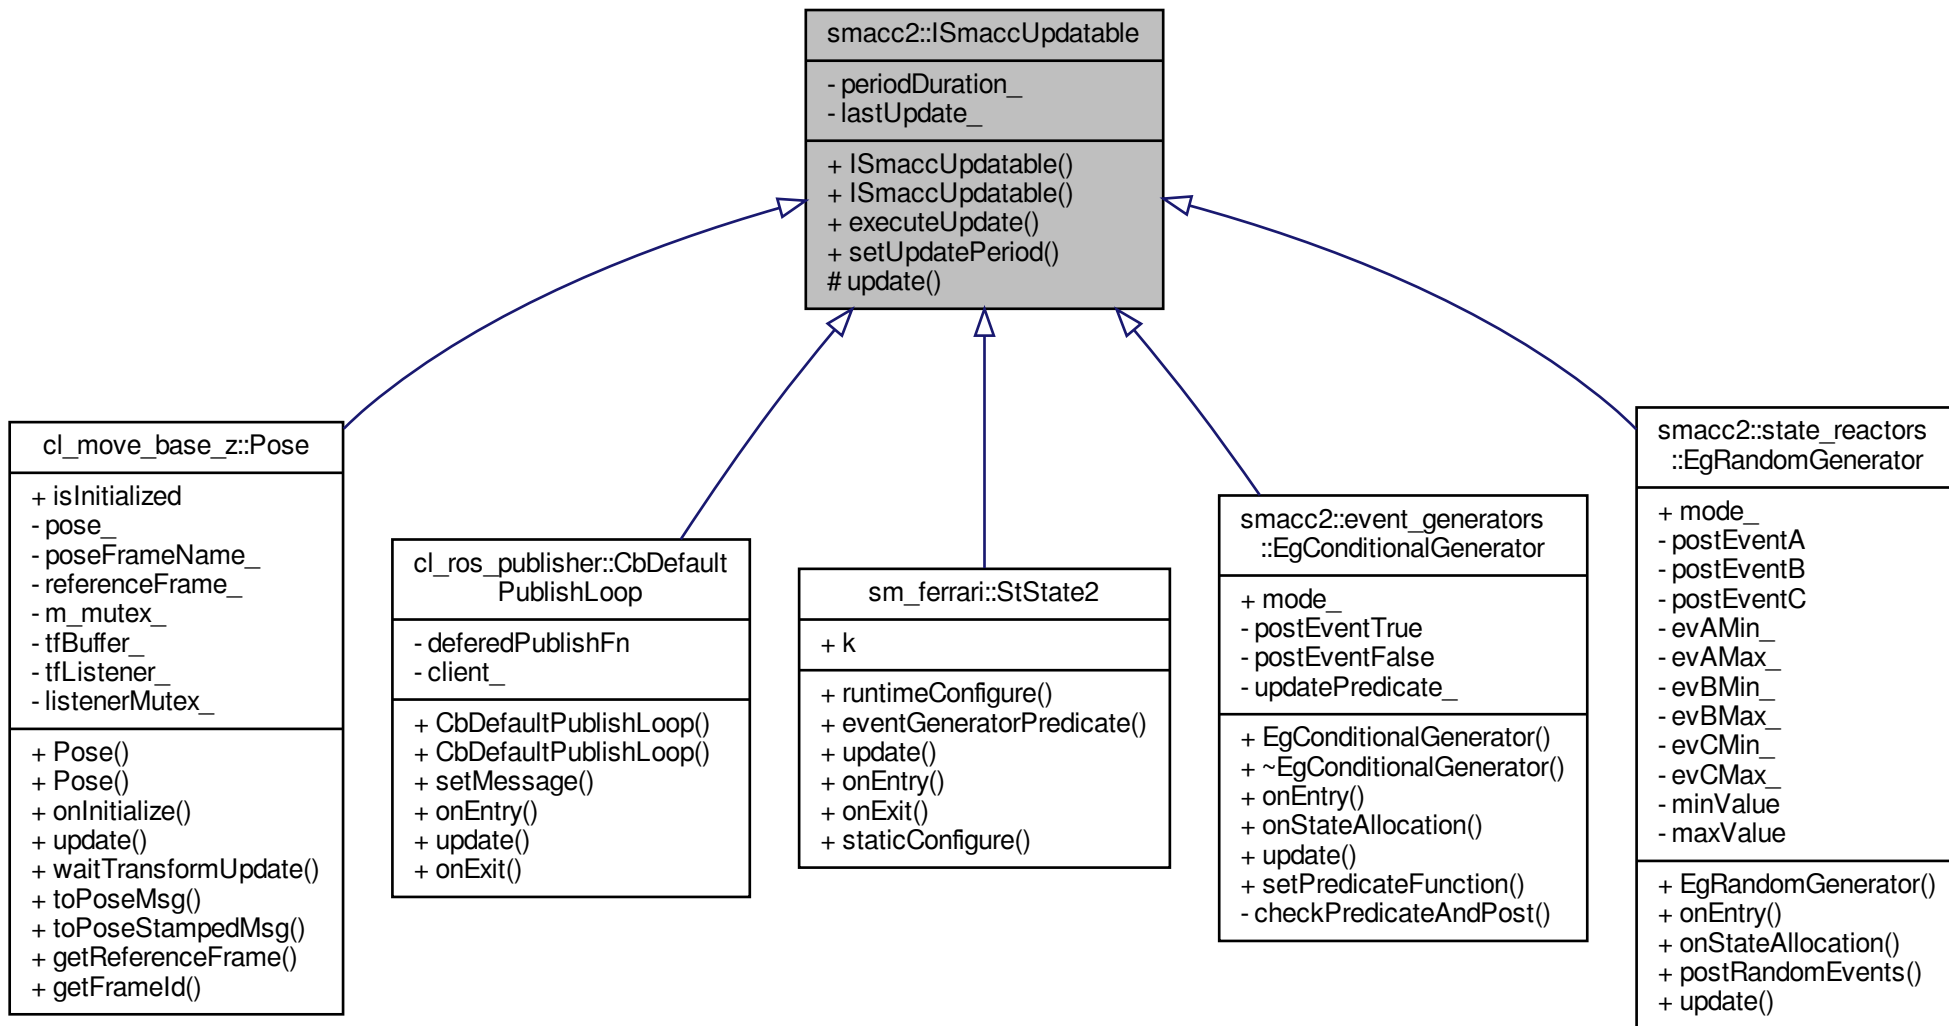 smacc2::ISmaccUpdatable
- periodDuration_
- lastUpdate_
+ ISmaccUpdatable()
+ ISmaccUpdatable()
+ executeUpdate()
+ setUpdatePeriod()
# update()
cl_move_base_z::Pose
+ isInitialized
- pose_
- poseFrameName_
- referenceFrame_
- m_mutex_
- tfBuffer_
- tfListener_
- listenerMutex_
+ Pose()
+ Pose()
+ onInitialize()
+ update()
+ waitTransformUpdate()
+ toPoseMsg()
+ toPoseStampedMsg()
+ getReferenceFrame()
+ getFrameId()
cl_ros_publisher::CbDefault
PublishLoop
- deferedPublishFn
- client_
+ CbDefaultPublishLoop()
+ CbDefaultPublishLoop()
+ setMessage()
+ onEntry()
+ update()
+ onExit()
sm_ferrari::StState2
+ k
+ runtimeConfigure()
+ eventGeneratorPredicate()
+ update()
+ onEntry()
+ onExit()
+ staticConfigure()
smacc2::event_generators
::EgConditionalGenerator
+ mode_
- postEventTrue
- postEventFalse
- updatePredicate_
+ EgConditionalGenerator()
+ ~EgConditionalGenerator()
+ onEntry()
+ onStateAllocation()
+ update()
+ setPredicateFunction()
- checkPredicateAndPost()
smacc2::state_reactors
::EgRandomGenerator
+ mode_
- postEventA
- postEventB
- postEventC
- evAMin_
- evAMax_
- evBMin_
- evBMax_
- evCMin_
- evCMax_
- minValue
- maxValue
+ EgRandomGenerator()
+ onEntry()
+ onStateAllocation()
+ postRandomEvents()
+ update()